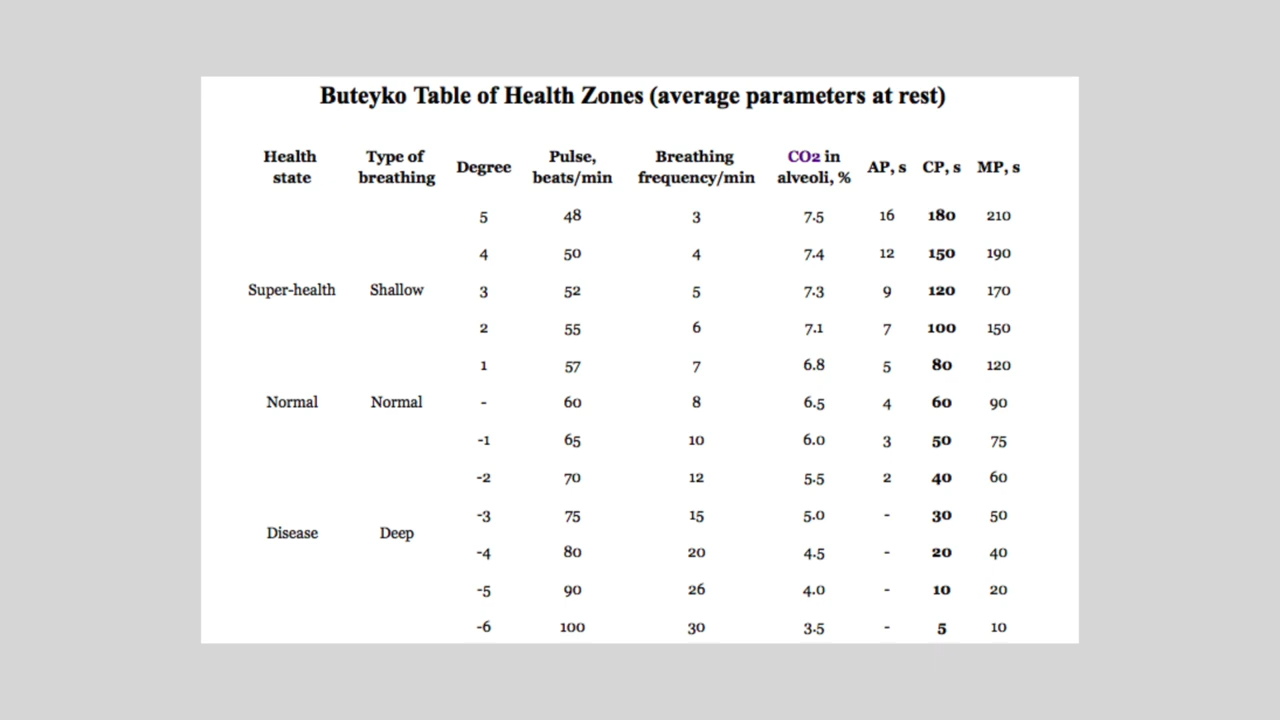 Buteyko Table of Health Zones (average parameters at rest)
Health state Type of breathing Degree Pulse, beats/min Breathing frequency/min CO2 in alveoli, % AP, s CP, s MP, s
5 48 3 7.5 16 180 210
4 50 4 7.4 12 150 190
Super-health Shallow 3 52 5 7.3 9 120 170
2 55 6 7.1 7 100 150
1 57 7 6.8 5 80 120
Normal Normal - 60 8 6.5 4 60 90
-1 65 10 6.0 3 50 75
-2 70 12 5.5 2 40 60
-3 75 15 5.0 - 30 50
Disease Deep
-4 80 20 4.5 - 20 40
-5 90 26 4.0 - 10 20
-6 100 30 3.5 - 5 10